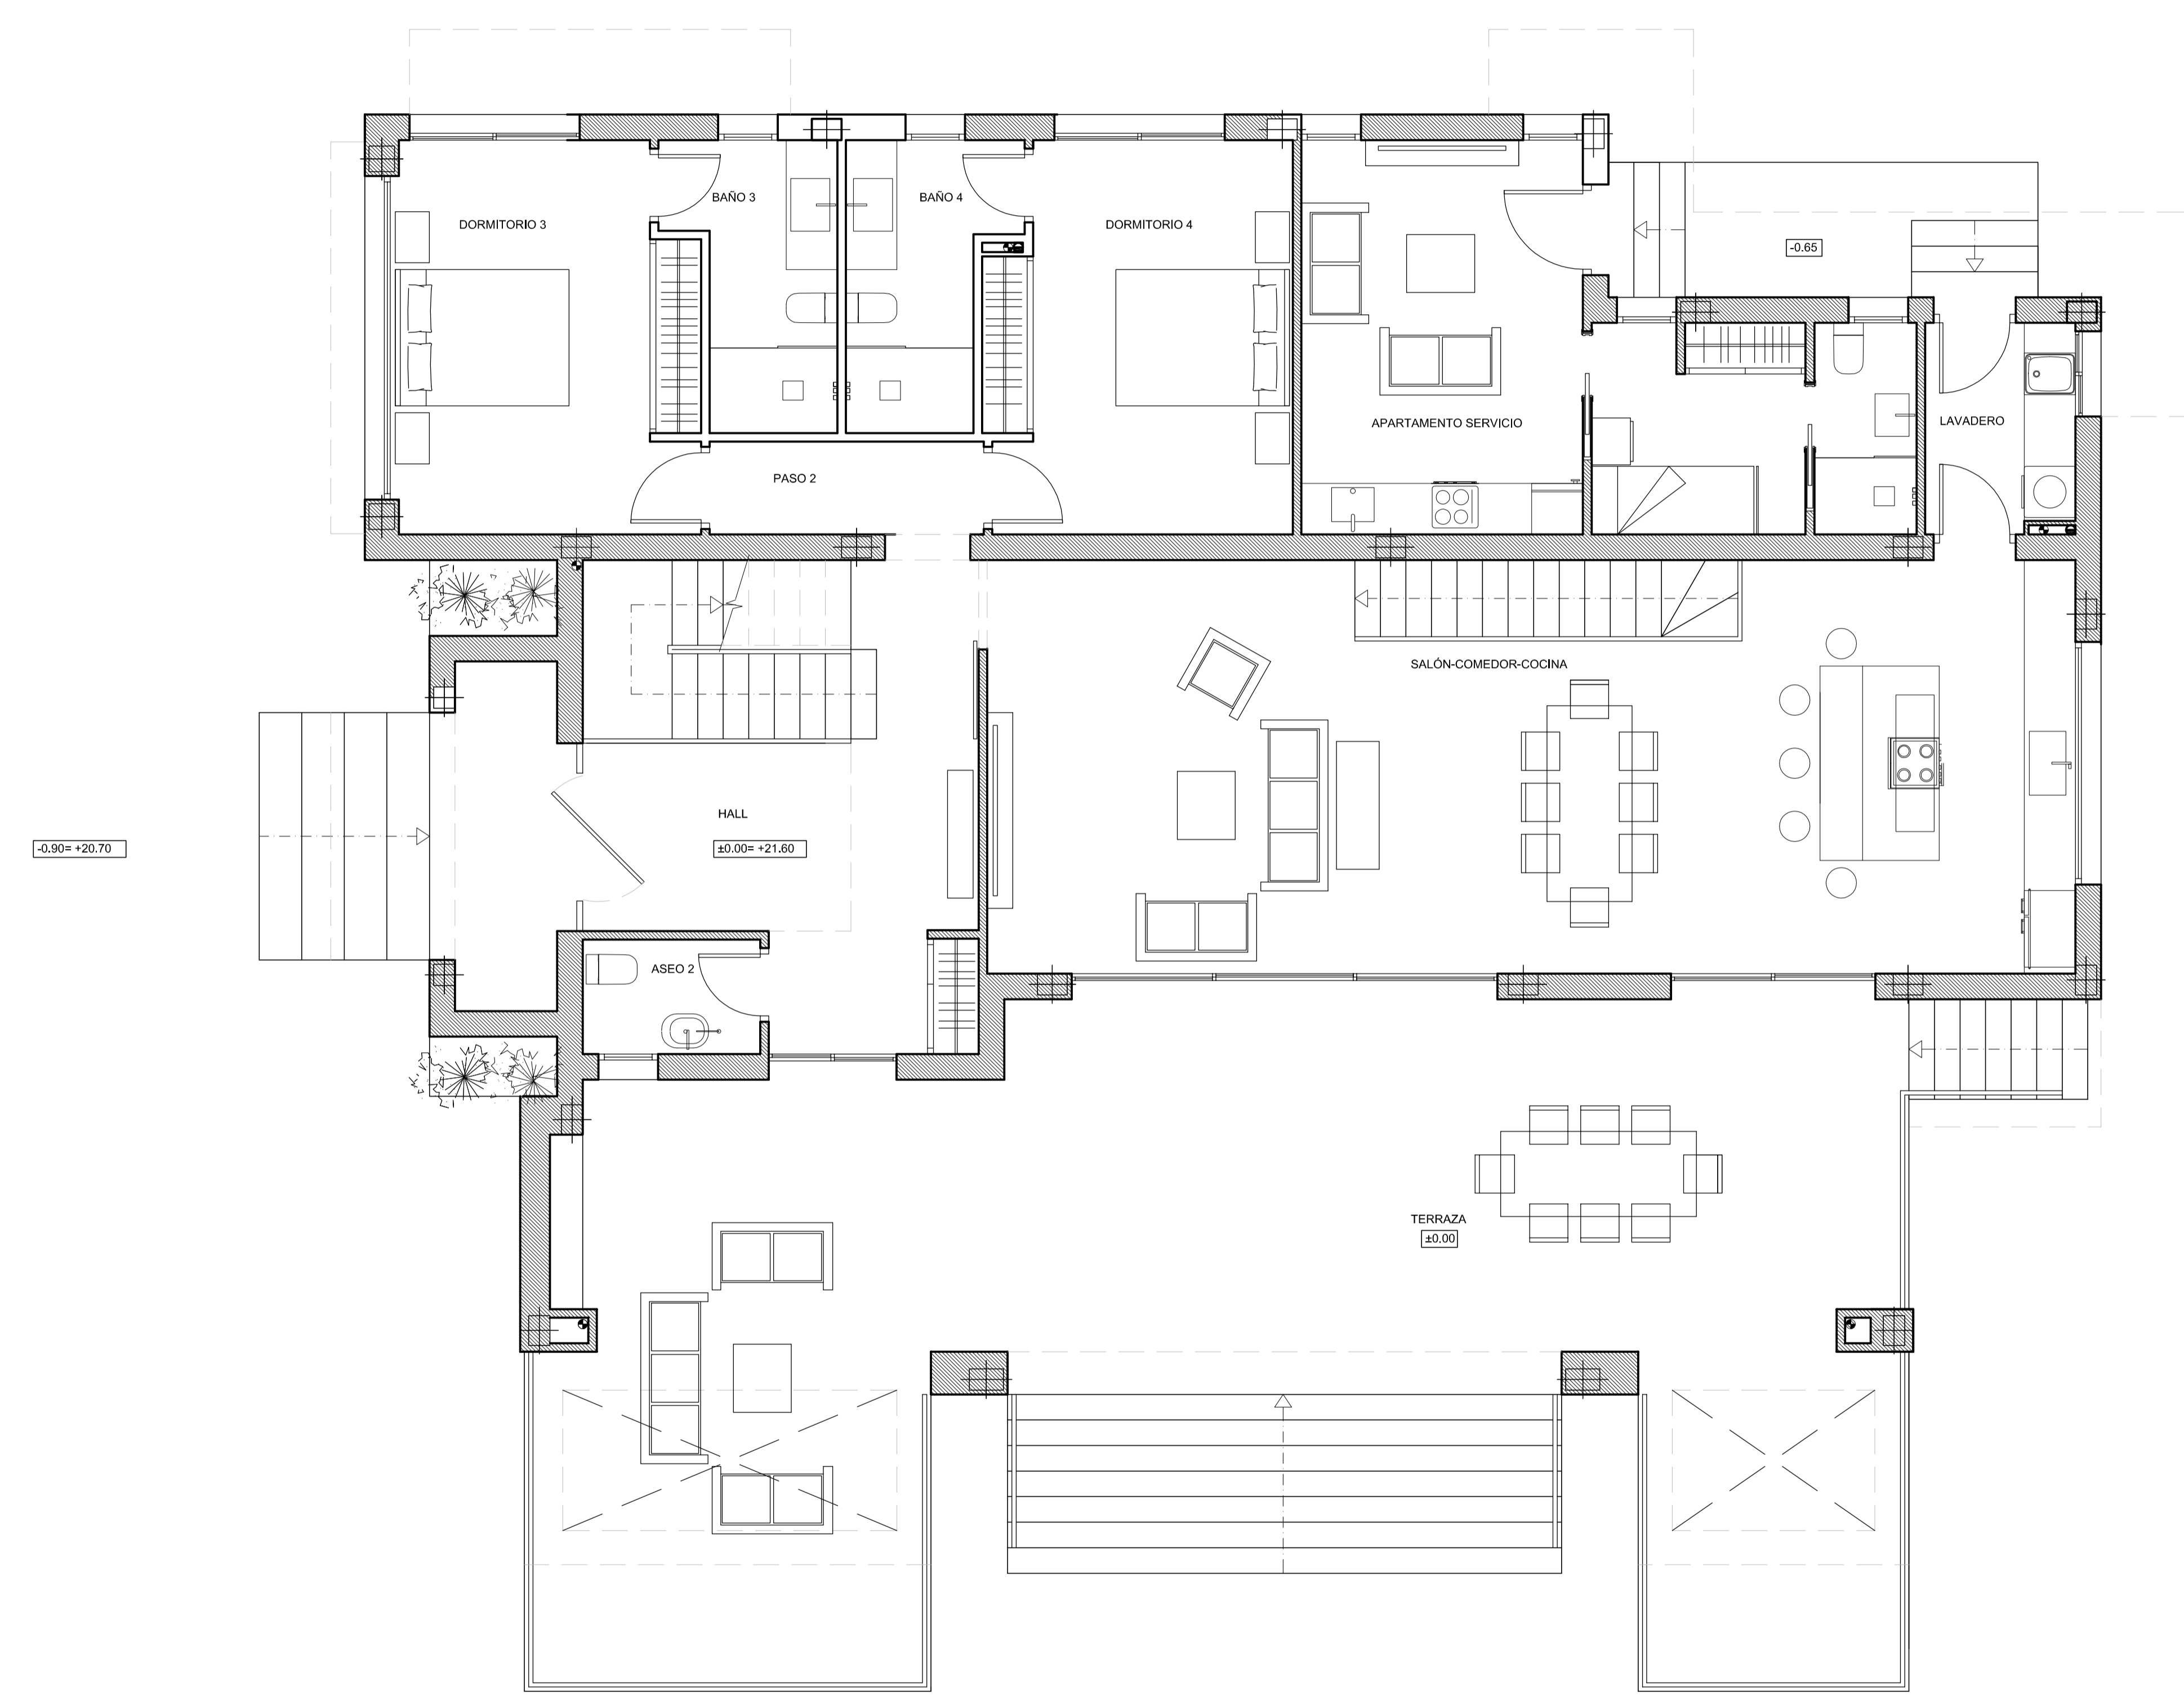 BAÑO 3
BAÑO 4
DORMITORIO 3
DORMITORIO 4
-0.65
APARTAMENTO SERVICIO
LAVADERO
PASO 2
SALÓN-COMEDOR-COCINA
HALL
-0.90= +20.70
±0.00= +21.60
ASEO 2
TERRAZA
±0.00